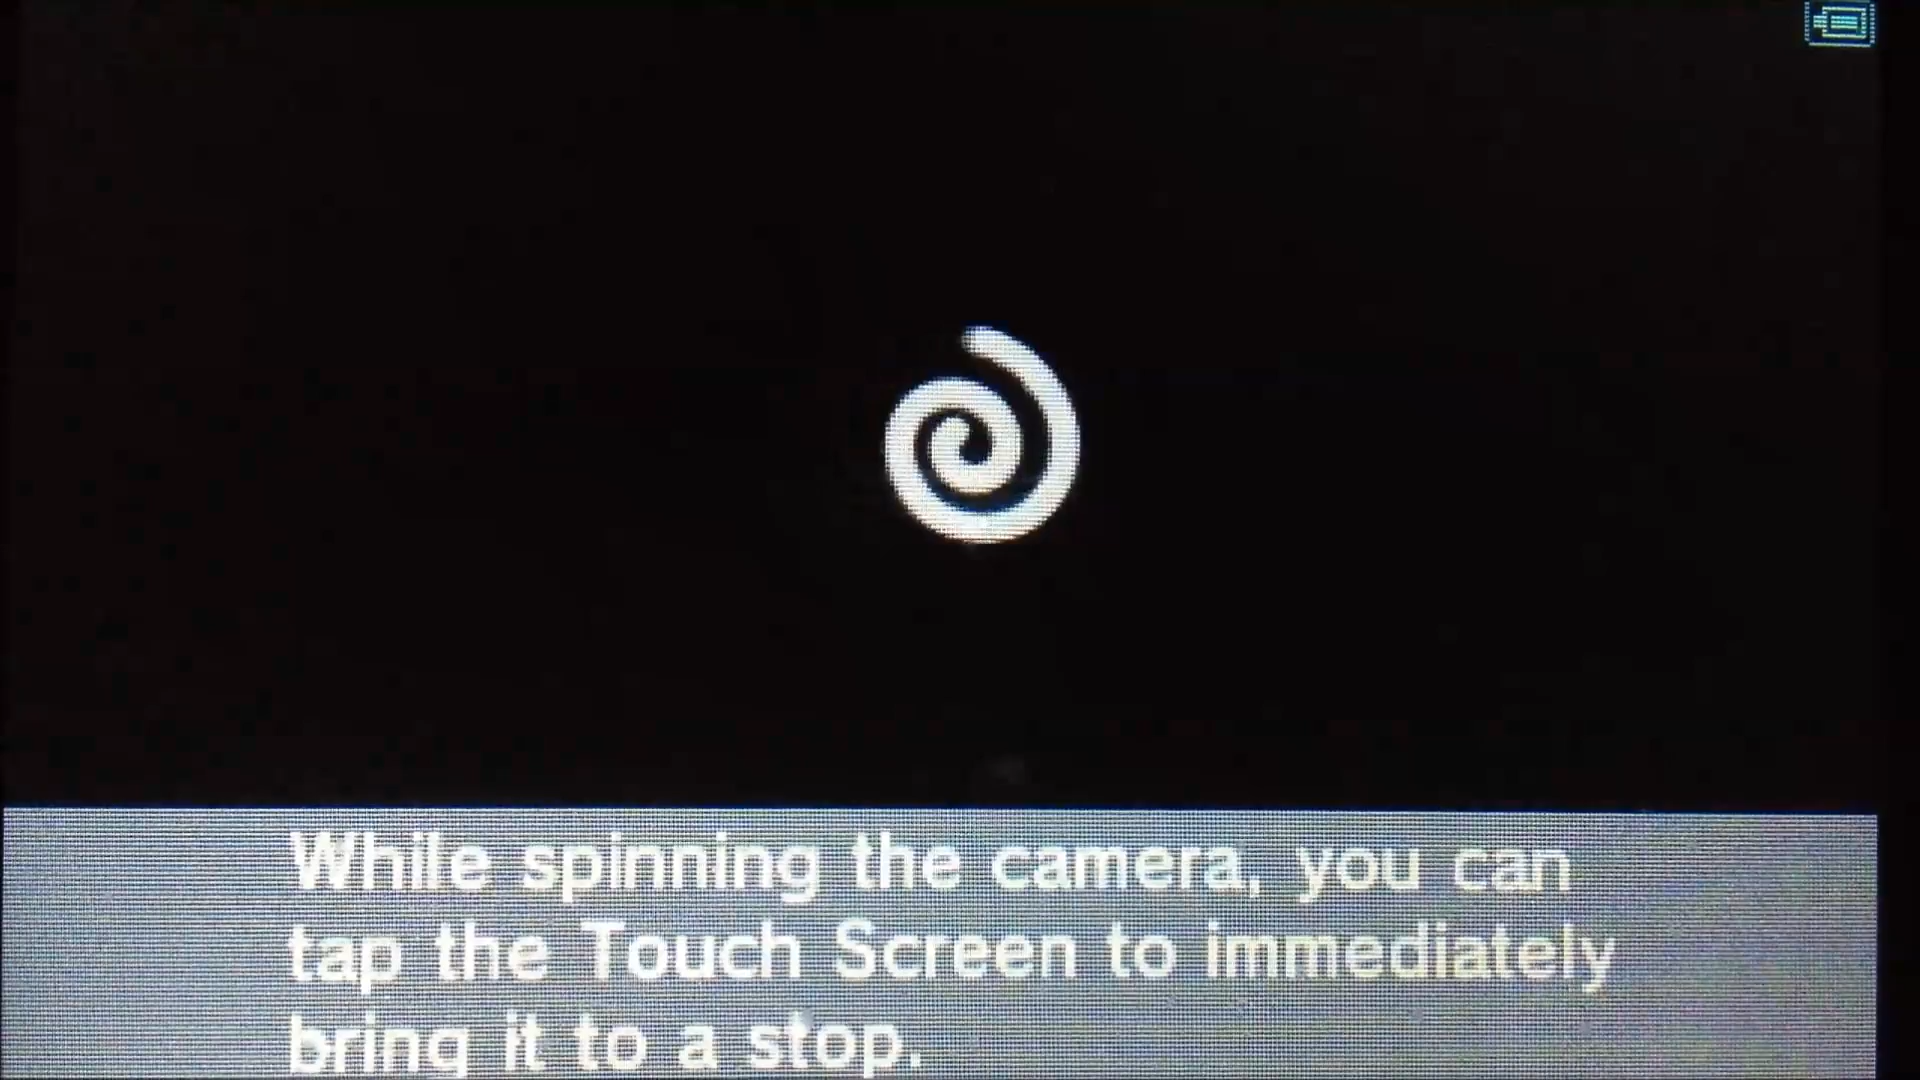 While spinning the camera, you can
tap the Touch Screen to immediately
bring it to a stop.